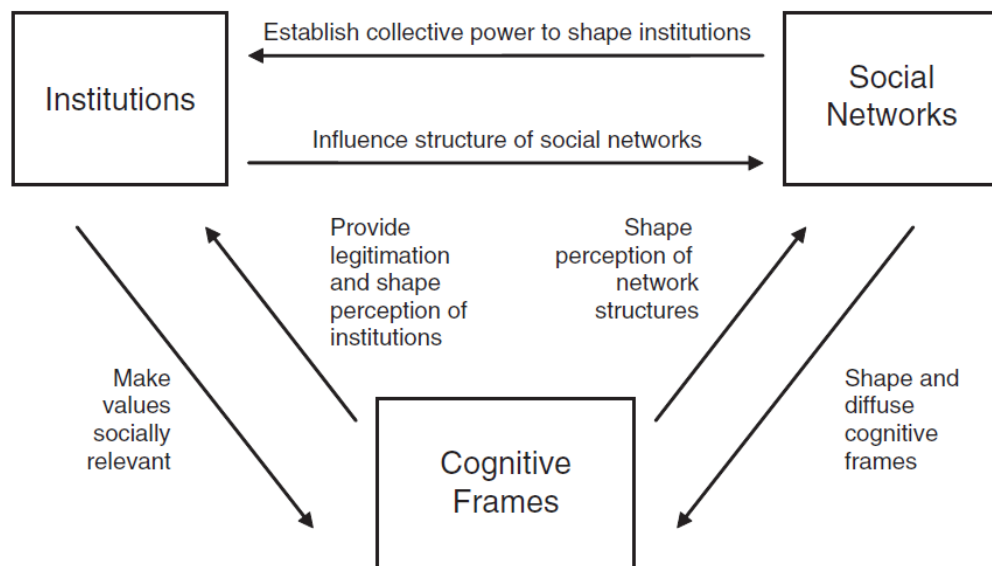 Establish collective power to shape institutions
Institutions
Social
Networks
Influence structure of social networks
Provide
legitimation
and shape
perception of
institutions
Shape
perception of
network
structures
Make
values
socially
relevant
Shape and
diffuse
cognitive
frames
Cognitive
Frames